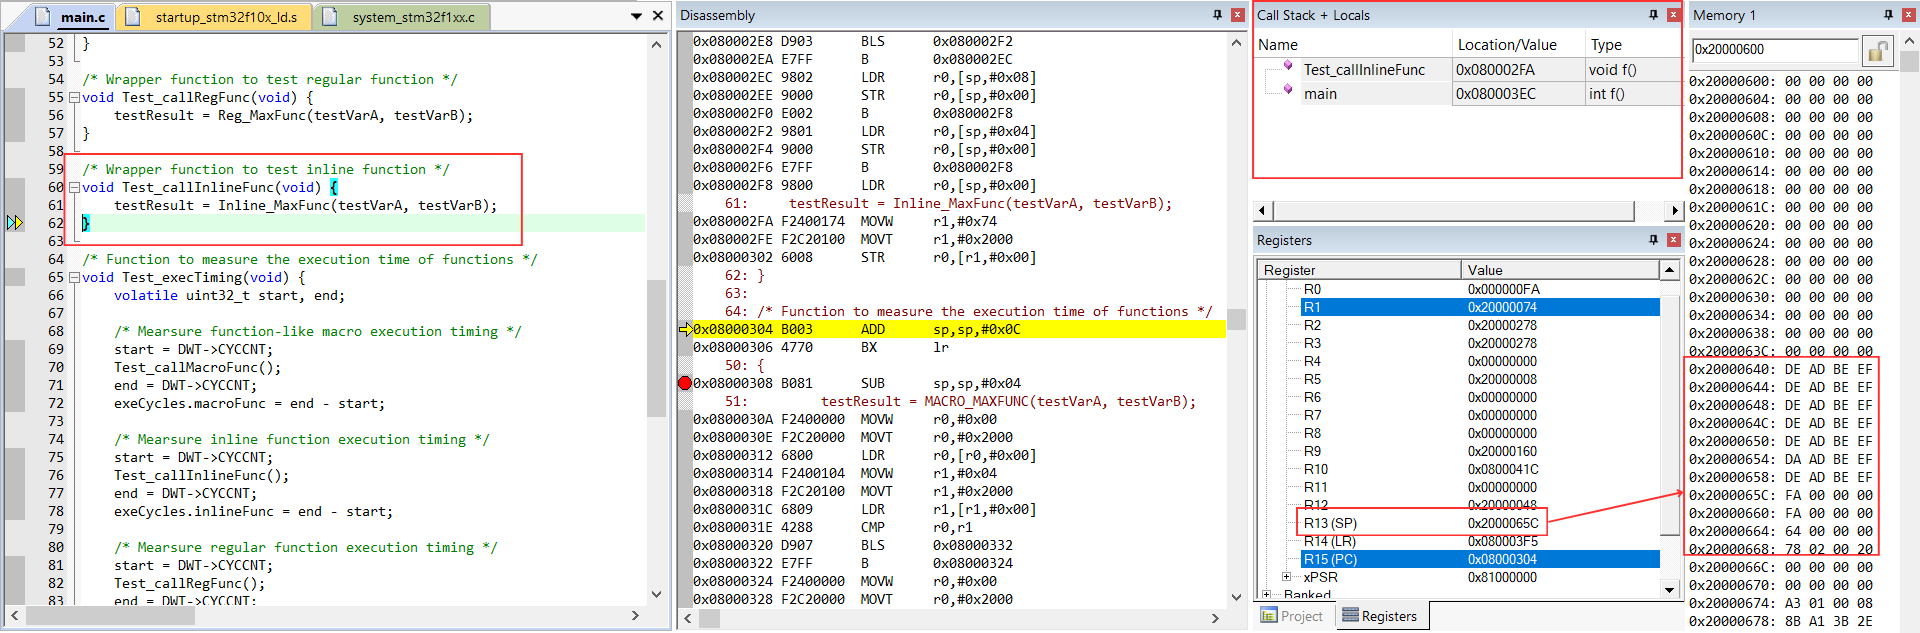 main.c
startup_stm32f10x_ld.s
system_stm32f1xx.c
52 }
53
54 /* Wrapper function to test regular function */
55 void Test_callRegFunc(void) {
56 testResult = Reg_MaxFunc(testVarA, testVarB);
57 }
58
59 /* Wrapper function to test inline function */
60 void Test_callInlineFunc(void) {
61 testResult = Inline_MaxFunc(testVarA, testVarB);
62 }
63
64 /* Function to measure the execution time of functions */
65 void Test_execTiming(void) {
66 volatile uint32_t start, end;
67
68 /* Mearsure function-like macro execution timing */
69 start = DWT->CYCCNT;
70 Test_callMacroFunc();
71 end = DWT->CYCCNT;
72 exeCycles.macroFunc = end - start;
73
74 /* Mearsure inline function execution timing */
75 start = DWT->CYCCNT;
76 Test_callInlineFunc();
77 end = DWT->CYCCNT;
78 exeCycles.inlineFunc = end - start;
79
80 /* Mearsure regular function execution timing */
81 start = DWT->CYCCNT;
82 Test_callRegFunc();
83 end = DWT->CYCCNT;
Disassembly
0x080002E8 D903 BLS 0x080002F2
0x080002EA E7FF B 0x080002EC
0x080002EC 9802 LDR r0,[sp,#0x08]
0x080002EE 9000 STR r0,[sp,#0x00]
0x080002F0 E002 B 0x080002F8
0x080002F2 9801 LDR r0,[sp,#0x04]
0x080002F4 9000 STR r0,[sp,#0x00]
0x080002F6 E7FF B 0x080002F8
0x080002F8 9800 LDR r0,[sp,#0x00]
61: testResult = Inline_MaxFunc(testVarA, testVarB);
0x080002FA F2400174 MOVW r1,#0x74
0x080002FE F2C20100 MOVT r1,#0x2000
0x08000302 6008 STR r0,[r1,#0x00]
62: }
63:
64: /* Function to measure the execution time of functions */
0x08000304 B003 ADD sp,sp,#0x0C
0x08000306 4770 BX lr
50: {
0x08000308 B081 SUB sp,sp,#0x04
51: testResult = MACRO_MAXFUNC(testVarA, testVarB);
0x0800030A F2400000 MOVW r0,#0x00
0x0800030E F2C20000 MOVT r0,#0x2000
0x08000312 6800 LDR r0,[r0,#0x00]
0x08000314 F2400104 MOVW r1,#0x04
0x08000318 F2C20100 MOVT r1,#0x2000
0x0800031C 6809 LDR r1,[r1,#0x00]
0x0800031E 4288 CMP r0,r1
0x08000320 D907 BLS 0x08000332
0x08000322 E7FF B 0x08000324
0x08000324 F2400000 MOVW r0,#0x00
0x08000328 F2C20000 MOVT r0,#0x2000
Call Stack + Locals
Name Location/Value Type
Test_callInlineFunc 0x080002FA void f()
main 0x080003EC int f()
Registers
Register Value
R0 0x000000FA
R1 0x20000074
R2 0x20000278
R3 0x20000278
R4 0x00000000
R5 0x20000008
R6 0x00000000
R7 0x00000000
R8 0x00000000
R9 0x20000160
R10 0x0800041C
R11 0x00000000
R12 0x20000048
R13 (SP) 0x2000065C
R14 (LR) 0x080003F5
R15 (PC) 0x08000304
xPSR 0x81000000
Banked
Project
Registers
Memory 1
0x20000600
0x20000600: 00 00 00 00
0x20000604: 00 00 00 00
0x20000608: 00 00 00 00
0x2000060C: 00 00 00 00
0x20000610: 00 00 00 00
0x20000614: 00 00 00 00
0x20000618: 00 00 00 00
0x2000061C: 00 00 00 00
0x20000620: 00 00 00 00
0x20000624: 00 00 00 00
0x20000628: 00 00 00 00
0x2000062C: 00 00 00 00
0x20000630: 00 00 00 00
0x20000634: 00 00 00 00
0x20000638: 00 00 00 00
0x2000063C: 00 00 00 00
0x20000640: DE AD BE EF
0x20000644: DE AD BE EF
0x20000648: DE AD BE EF
0x2000064C: DE AD BE EF
0x20000650: DE AD BE EF
0x20000654: DA AD BE EF
0x20000658: DE AD BE EF
0x2000065C: FA 00 00 00
0x20000660: FA 00 00 00
0x20000664: 64 00 00 00
0x20000668: 78 02 00 20
0x2000066C: 00 00 00 00
0x20000670: 00 00 00 00
0x20000674: A3 01 00 08
0x20000678: 8B A1 3B 2E